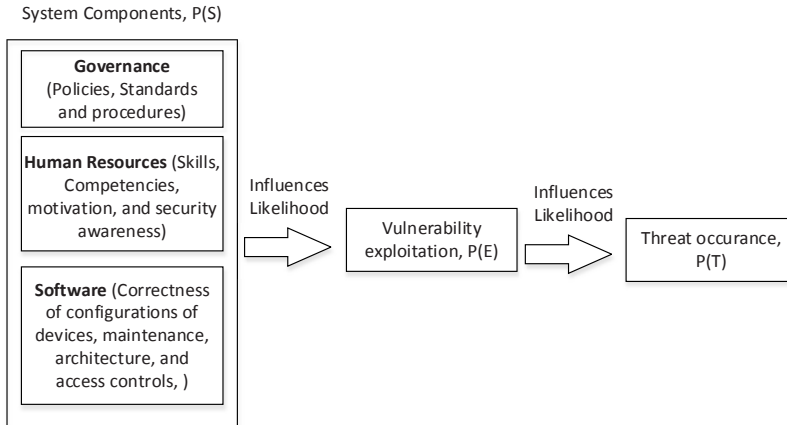 System Components, P(S)
Governance
(Policies, Standards
and procedures)
Human Resources (Skills,
Competencies,
motivation, and security
awareness)
Software (Correctness
of configurations of
devices, maintenance,
architecture, and
access controls, )
Influences
Likelihood
Vulnerability
exploitation, P(E)
Influences
Likelihood
Threat occurance,
P(T)